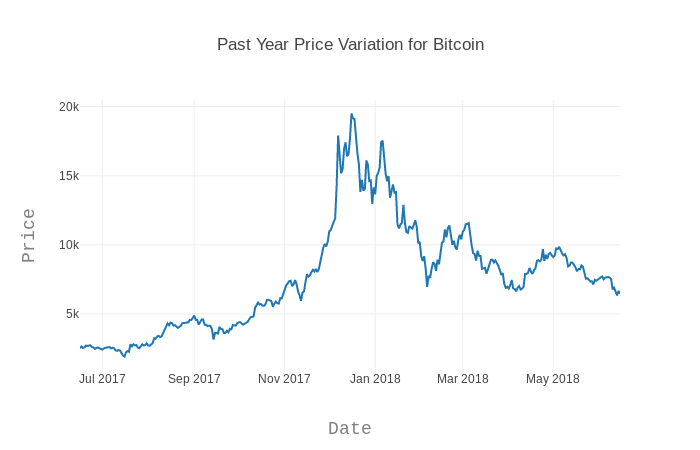 Past Year Price Variation for Bitcoin
20k
15k
10k
5k
Price
Jul 2017 Sep 2017 Nov 2017 Jan 2018 Mar 2018 May 2018
Date